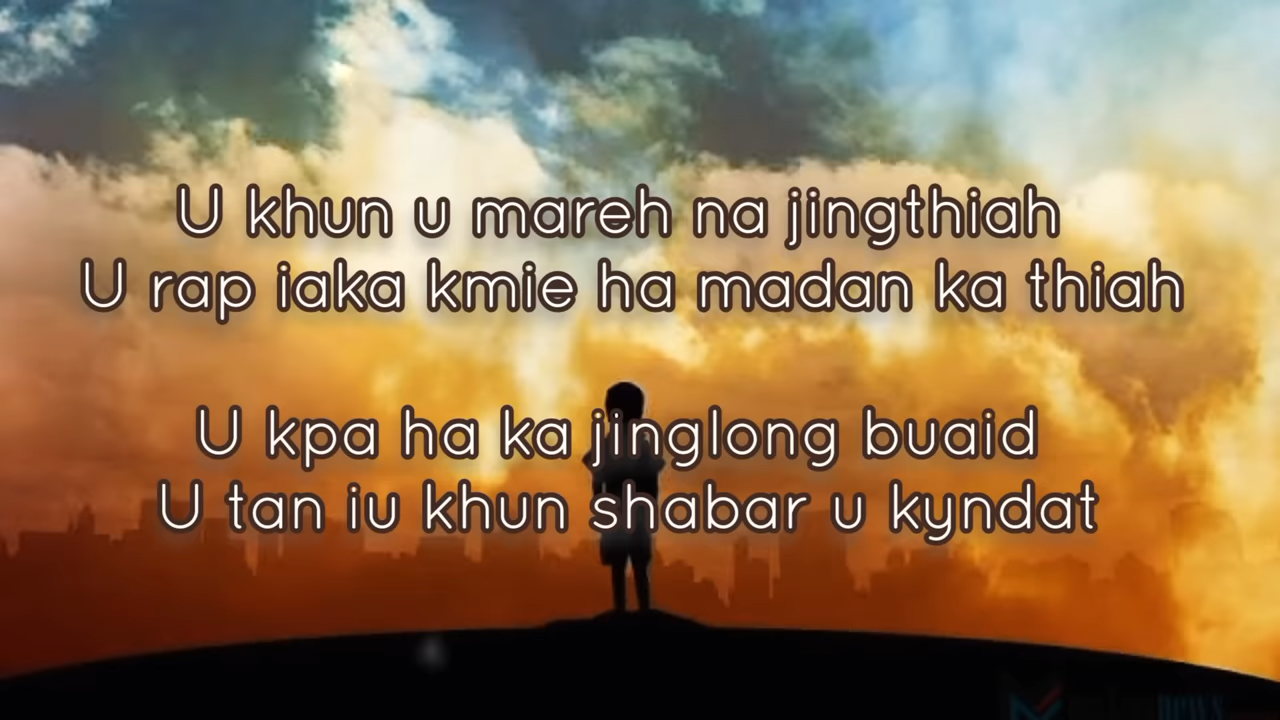 U khun u mareh na jingthiah
U rap iaka kmie ha madan ka thiah
U kpa ha ka jinglong buaid
U tan iu khun shabar u kyndat
news